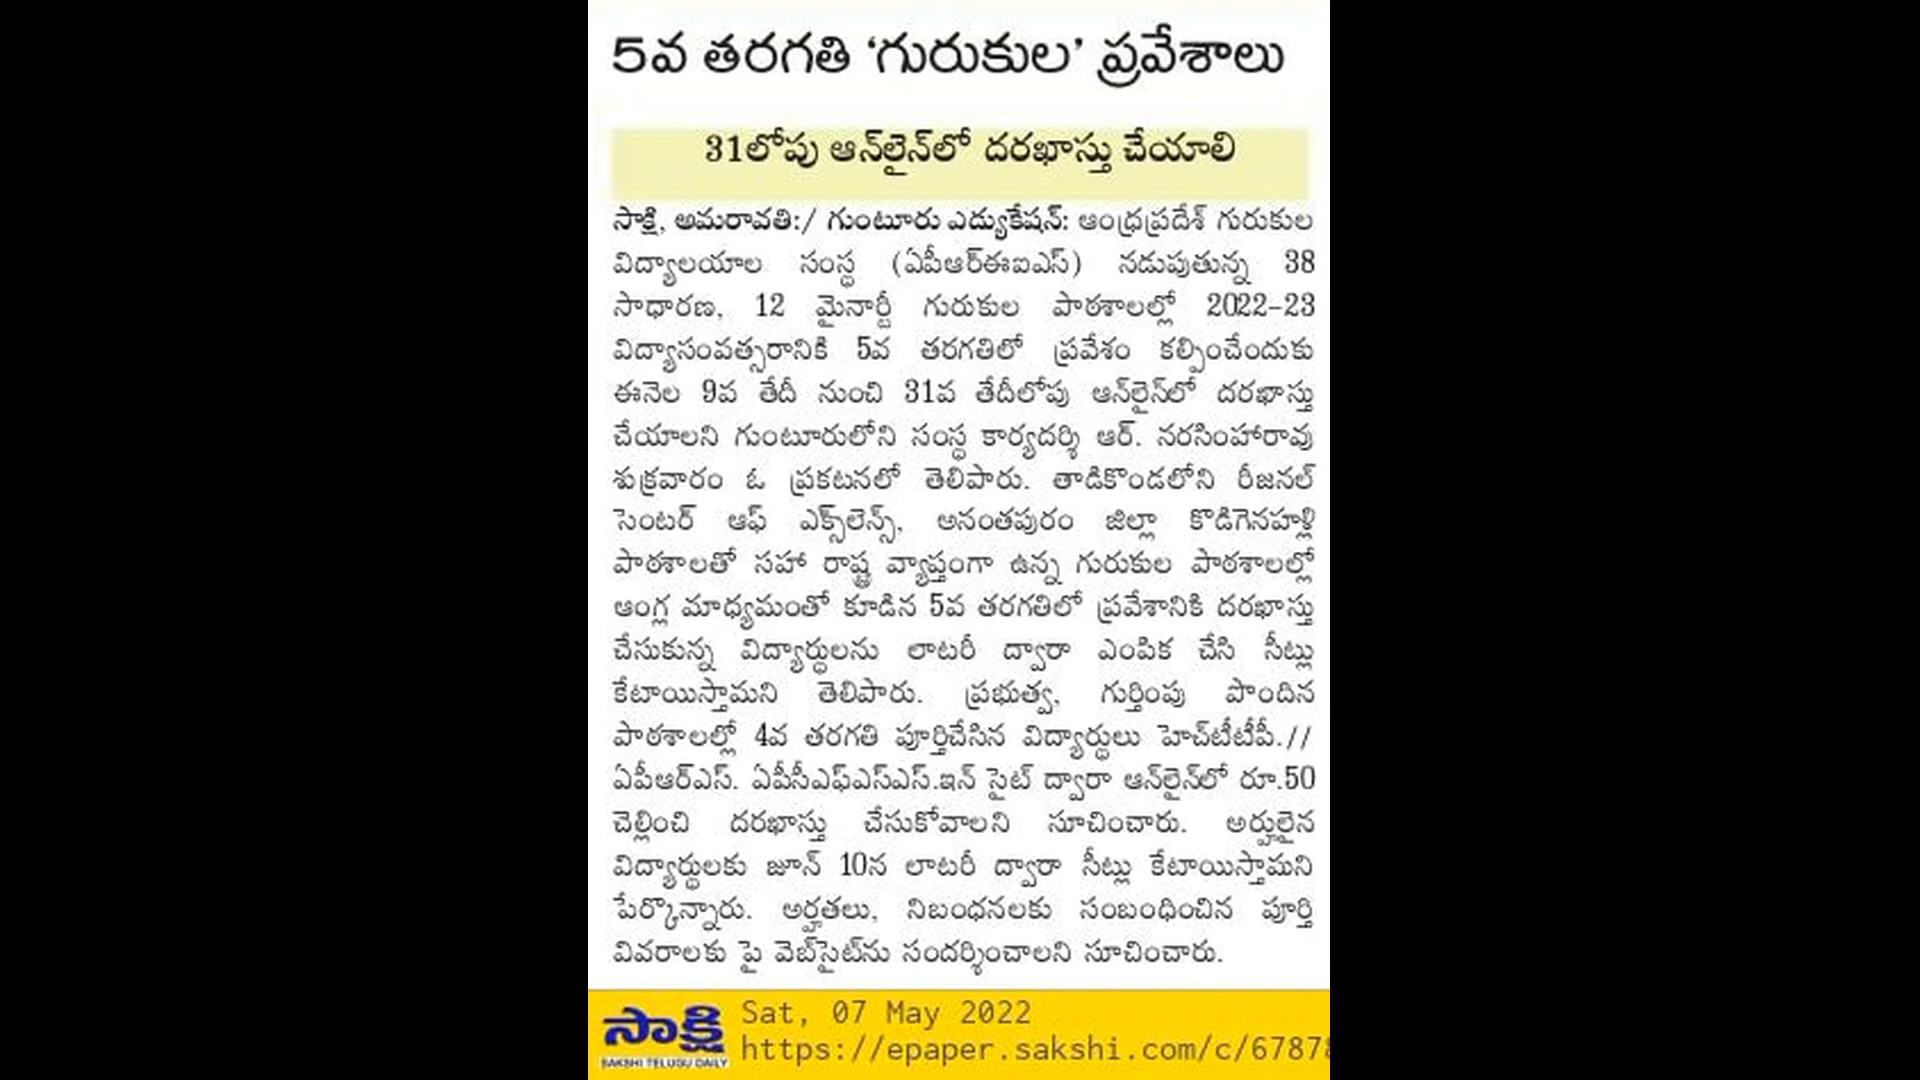 5వ తరగతి ‘గురుకుల’ ప్రవేశాలు
31లోపు ఆన్‌లైన్‌లో దరఖాస్తు చేయాలి
సాక్షి, అమరావతి:/ గుంటూరు ఎడ్యుకేషన్: ఆంధ్రప్రదేశ్ గురుకుల
విద్యాలయాల సంస్థ (ఏపీఆర్ఈఐఎస్) నడుపుతున్న 38
సాధారణ, 12 మైనార్టీ గురుకుల పాఠశాలల్లో 2022–23
విద్యాసంవత్సరానికి 5వ తరగతిలో ప్రవేశం కల్పించేందుకు
ఈనెల 9వ తేదీ నుంచి 31వ తేదీలోపు ఆన్‌లైన్‌లో దరఖాస్తు
చేయాలని గుంటూరులోని సంస్థ కార్యదర్శి ఆర్. నరసింహారావు
శుక్రవారం ఓ ప్రకటనలో తెలిపారు. తాడికొండలోని రీజనల్
సెంటర్ ఆఫ్ ఎక్స్‌లెన్స్, అనంతపురం జిల్లా కొడిగెనహళ్లి
పాఠశాలతో సహా రాష్ట్ర వ్యాప్తంగా ఉన్న గురుకుల పాఠశాలల్లో
ఆంగ్ల మాధ్యమంతో కూడిన 5వ తరగతిలో ప్రవేశానికి దరఖాస్తు
చేసుకున్న విద్యార్థులను లాటరీ ద్వారా ఎంపిక చేసి సీట్లు
కేటాయిస్తామని తెలిపారు. ప్రభుత్వ, గుర్తింపు పొందిన
పాఠశాలల్లో 4వ తరగతి పూర్తిచేసిన విద్యార్థులు హెచ్‌టీటీపీ.//
ఏపీఆర్ఎస్. ఏపీసీఎఫ్ఎస్ఎస్.ఇన్ సైట్ ద్వారా ఆన్‌లైన్‌లో రూ.50
చెల్లించి దరఖాస్తు చేసుకోవాలని సూచించారు. అర్హులైన
విద్యార్థులకు జూన్ 10న లాటరీ ద్వారా సీట్లు కేటాయిస్తామని
పేర్కొన్నారు. అర్హతలు, నిబంధనలకు సంబంధించిన పూర్తి
వివరాలకు పై వెబ్‌సైట్‌ను సందర్శించాలని సూచించారు.
సాక్షి
SAKSHI TELUGU DAILY
Sat, 07 May 2022
https://epaper.sakshi.com/c/67878